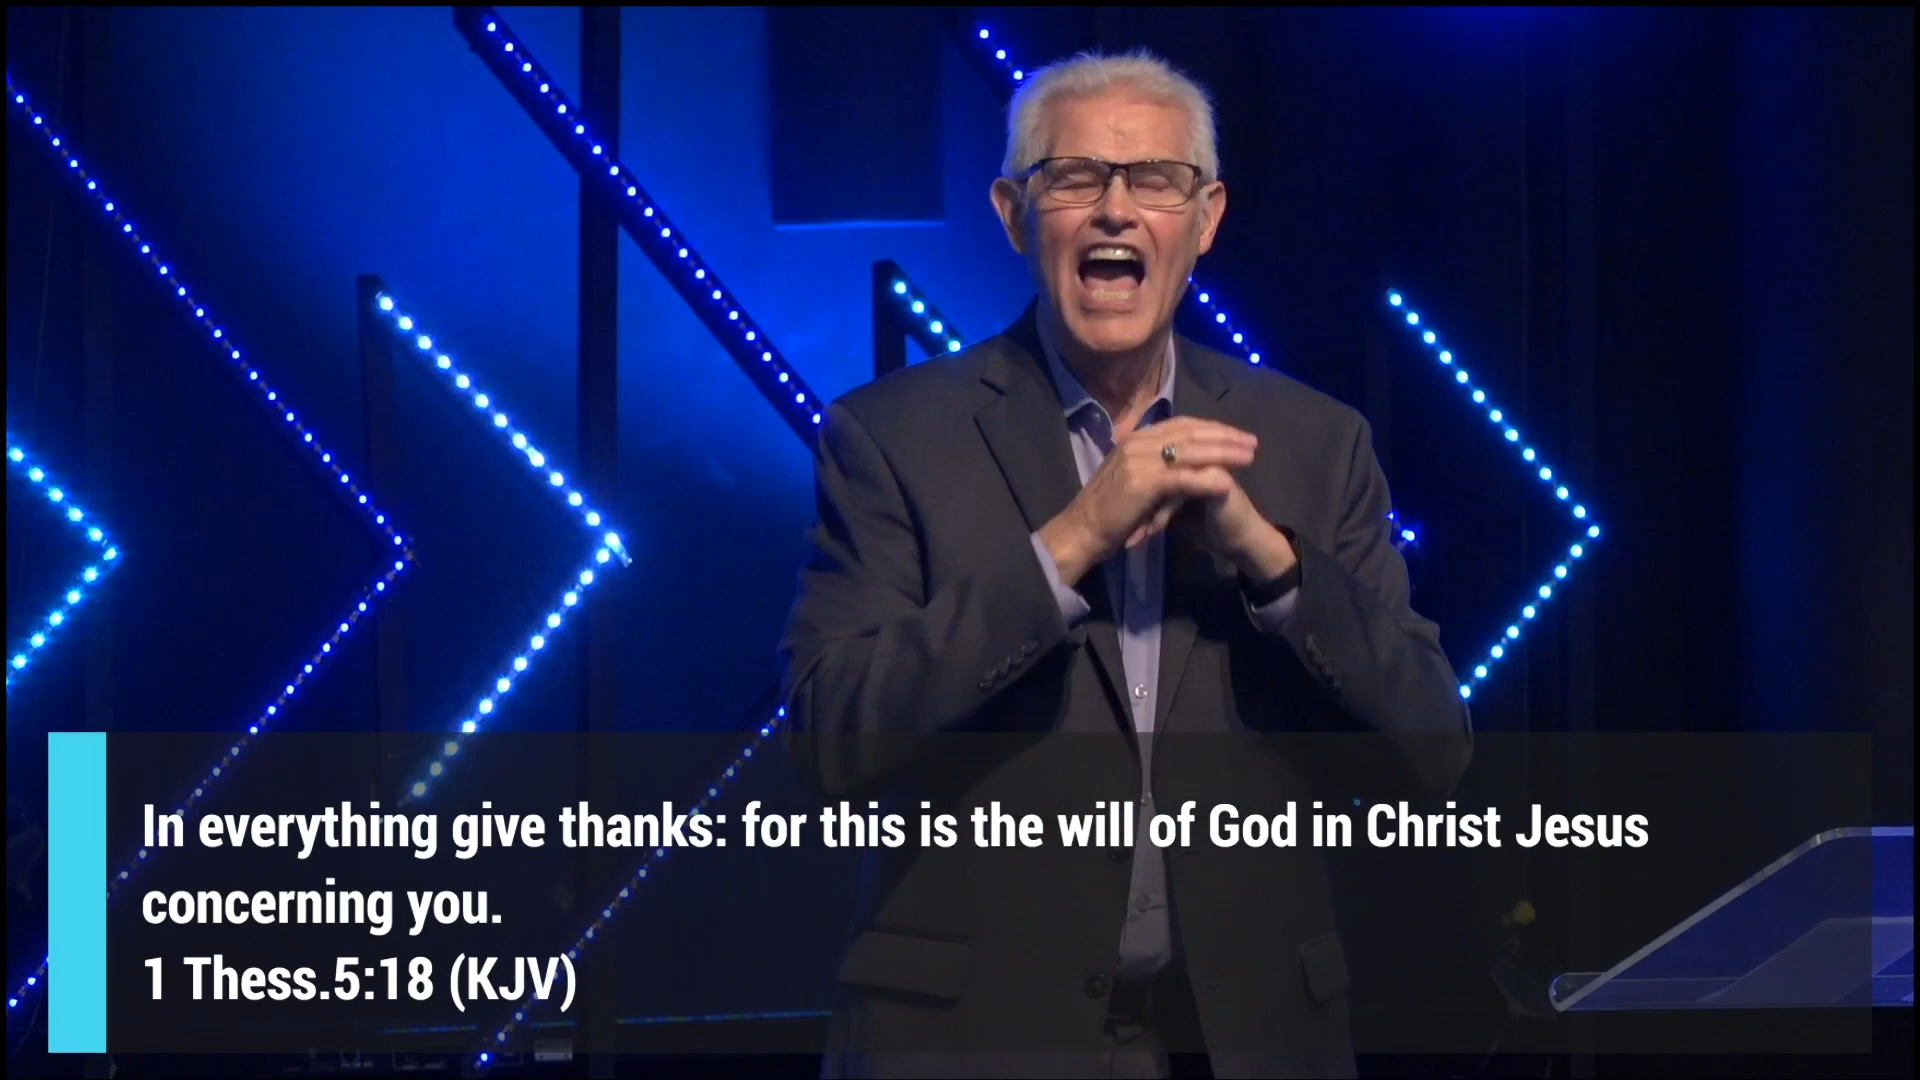 In everything give thanks: for this is the will of God in Christ Jesus
concerning you.
1 Thess.5:18 (KJV)